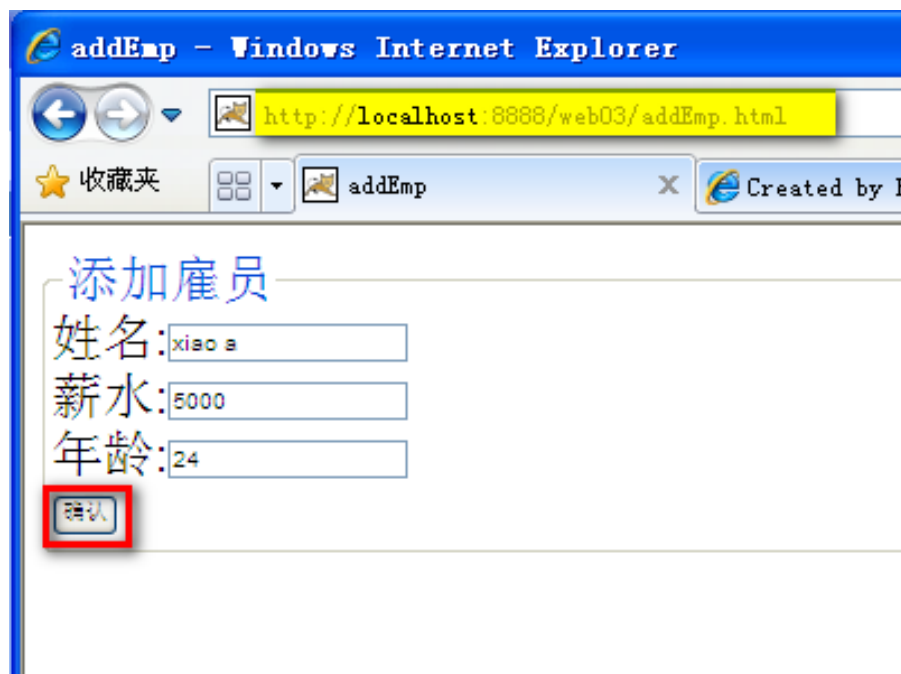 addEmp - Windows Internet Explorer
http://localhost:8888/web03/addEmp.html
收藏夹 addEmp Created by
添加雇员
姓名:xiao a
薪水:5000
年龄:24
确认